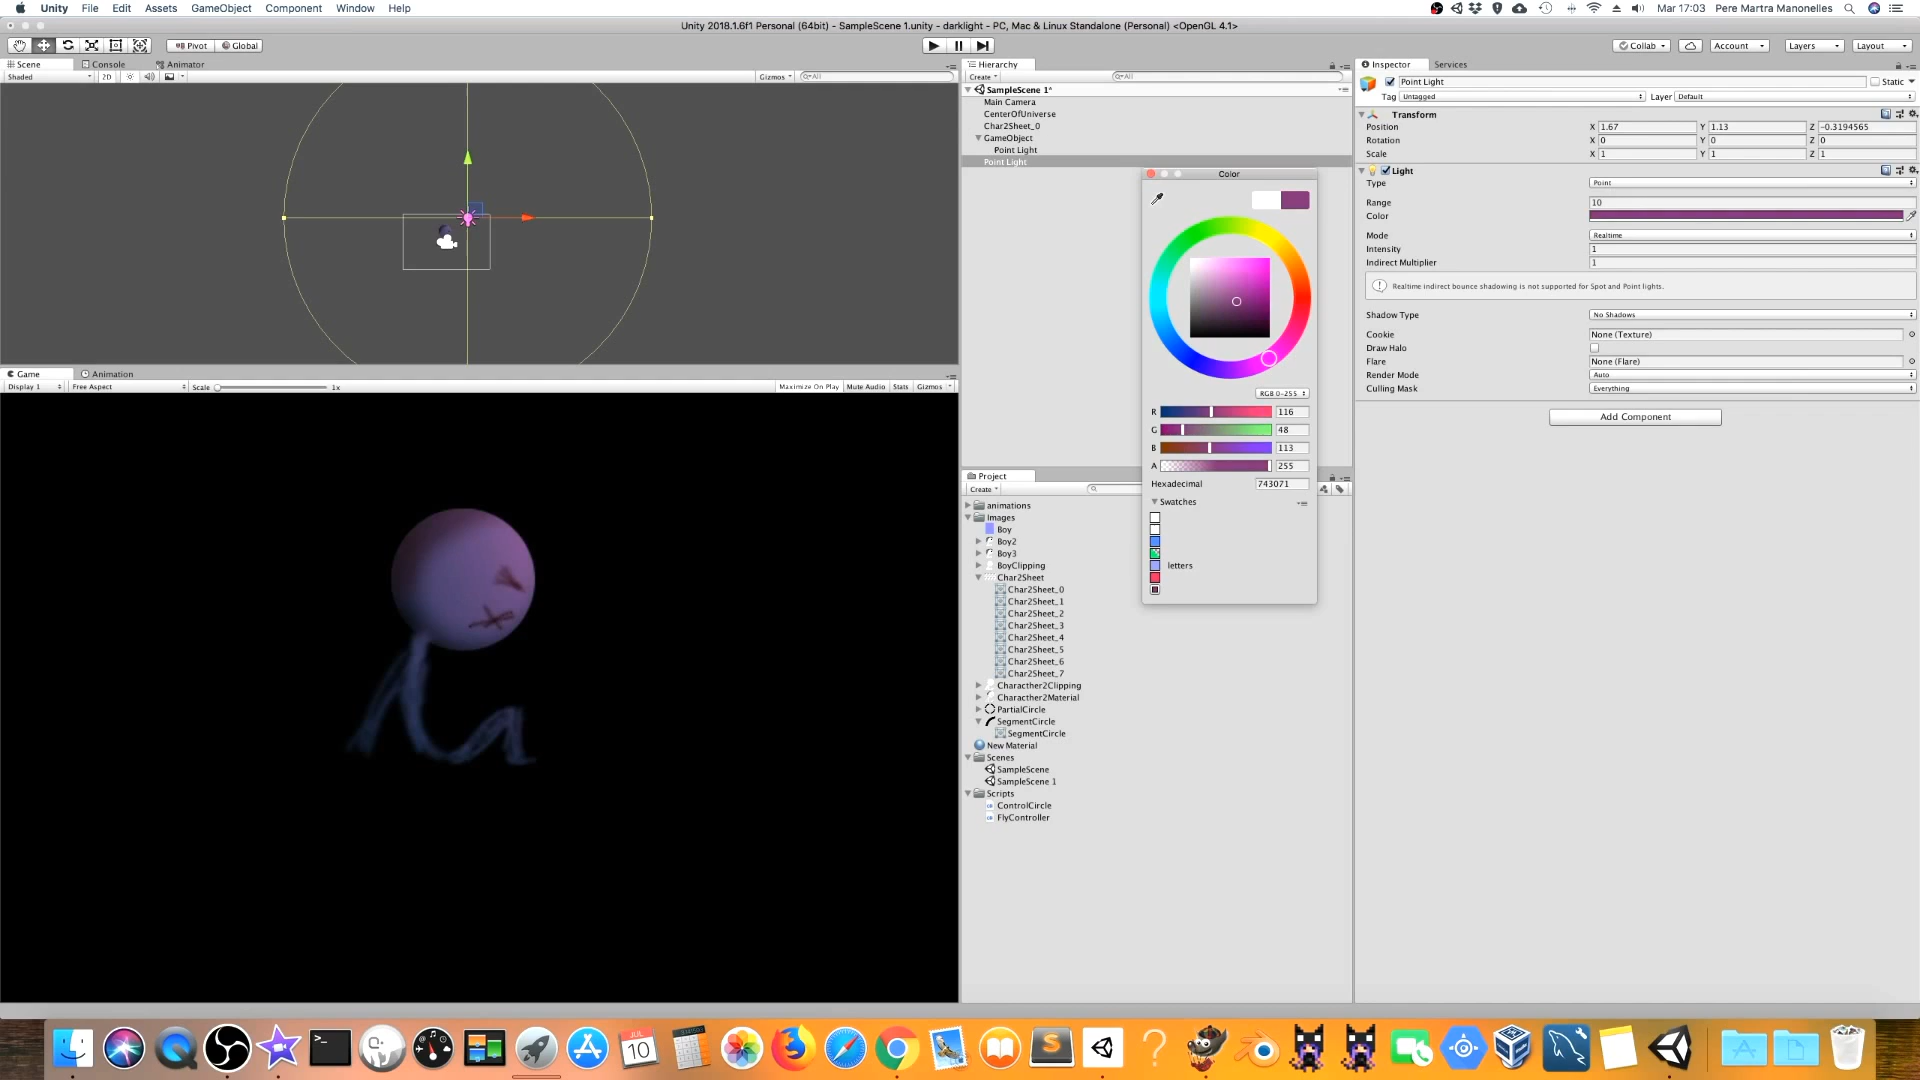 Unity File Edit Assets GameObject Component Window Help
Mar 17:03 Pere Martra Manonelles
Unity 2018.1.6f1 Personal (64bit) - SampleScene 1.unity - darklight - PC, Mac & Linux Standalone (Personal) <OpenGL 4.1>
Pivot Global
Collab Account Layers Layout
Scene Console Animator
Shaded 2D Gizmos All
Hierarchy
Create All
SampleScene 1*
Main Camera
CenterOfUniverse
Char2Sheet_0
GameObject
Point Light
Point Light
Color
RGB 0-255
R 116
G 48
B 113
A 255
Hexadecimal 743071
Swatches
letters
Inspector Services
Point Light Static
Tag Untagged Layer Default
Transform
Position X 1.67 Y 1.13 Z -0.3194565
Rotation X 0 Y 0 Z 0
Scale X 1 Y 1 Z 1
Light
Type Point
Range 10
Color
Mode Realtime
Intensity 1
Indirect Multiplier 1
Realtime indirect bounce shadowing is not supported for Spot and Point lights.
Shadow Type No Shadows
Cookie None (Texture)
Draw Halo
Flare None (Flare)
Render Mode Auto
Culling Mask Everything
Add Component
Game Animation
Display 1 Free Aspect Scale 1x Maximize On Play Mute Audio Stats Gizmos
Project
Create
animations
Images
Boy
Boy2
Boy3
BoyClipping
Char2Sheet
Char2Sheet_0
Char2Sheet_1
Char2Sheet_2
Char2Sheet_3
Char2Sheet_4
Char2Sheet_5
Char2Sheet_6
Char2Sheet_7
Characther2Clipping
Characther2Material
PartialCircle
SegmentCircle
SegmentCircle
New Material
Scenes
SampleScene
SampleScene 1
Scripts
ControlCircle
FlyController
JUL
10